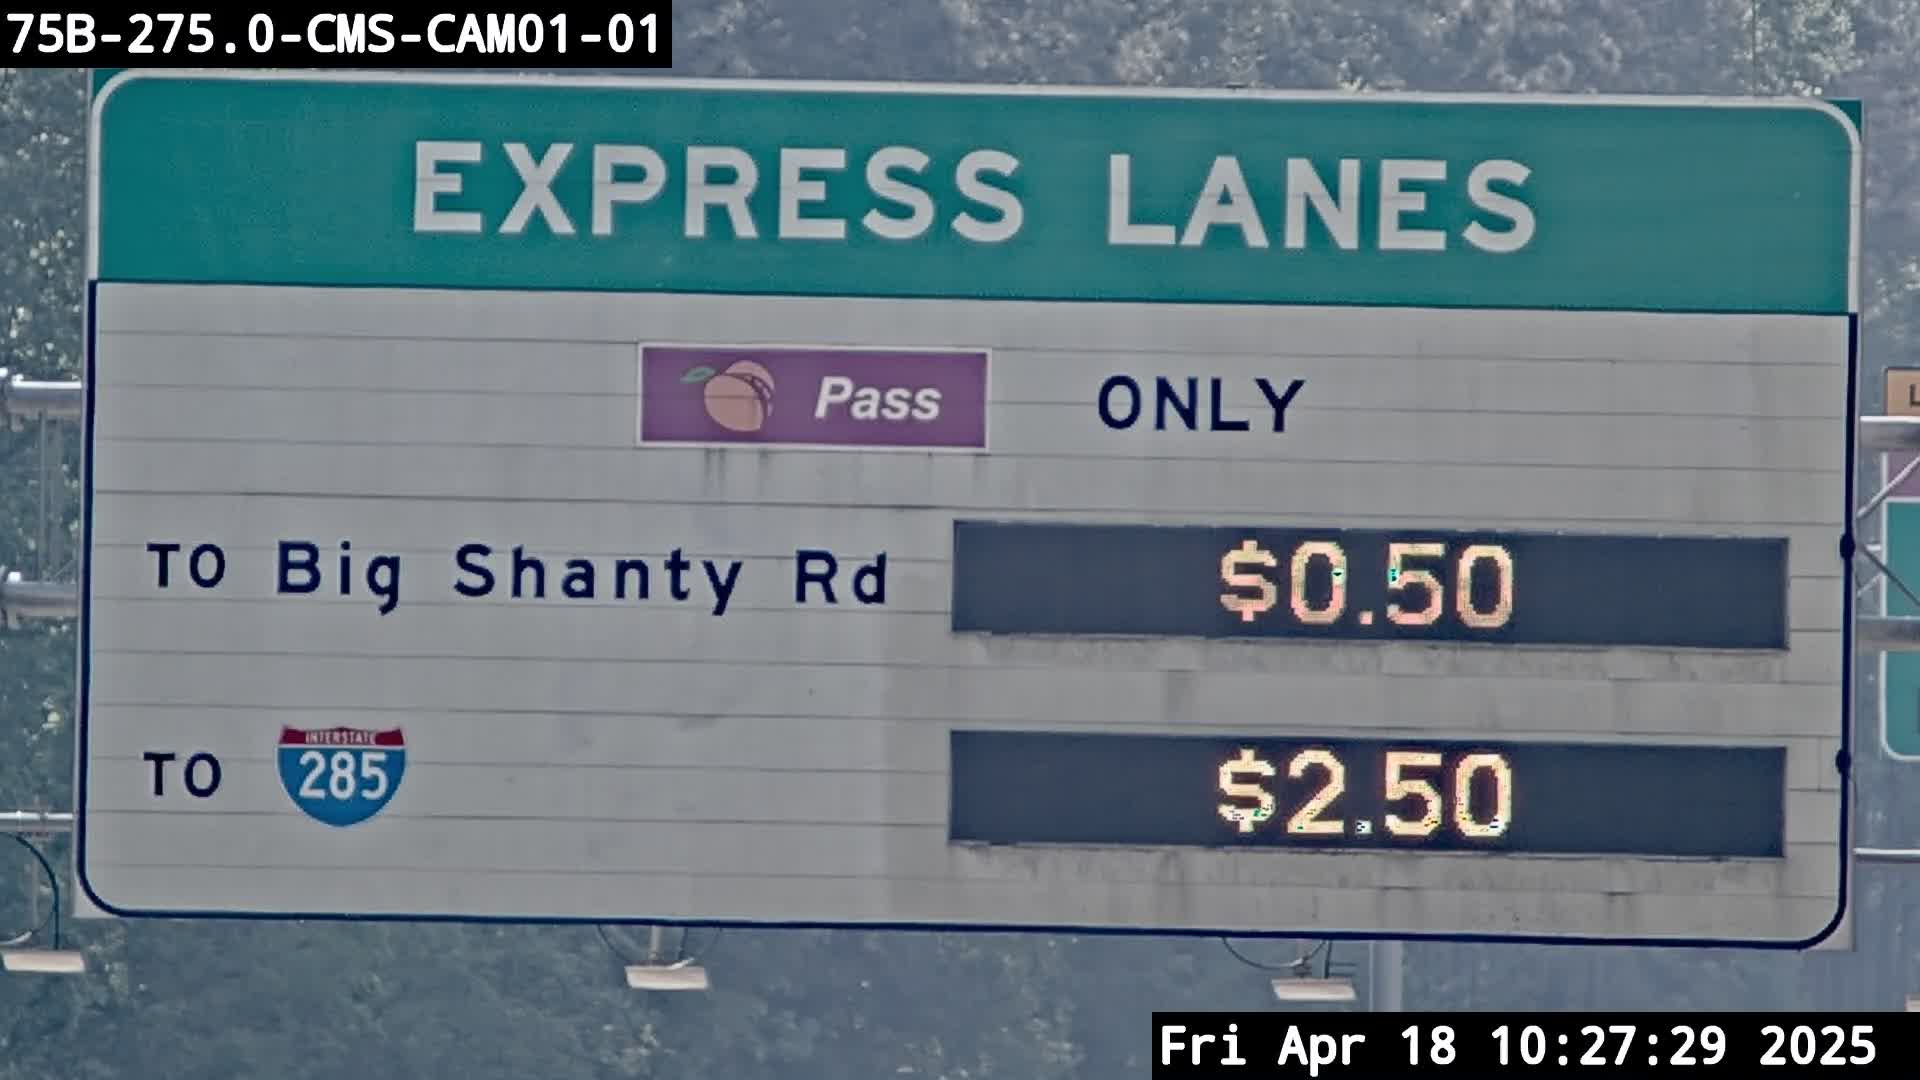 75B-275.0-CMS-CAM01-01
EXPRESS LANES
Pass ONLY
TO Big Shanty Rd $0.50
TO INTERSTATE 285 $2.50
Fri Apr 18 10:27:29 2025